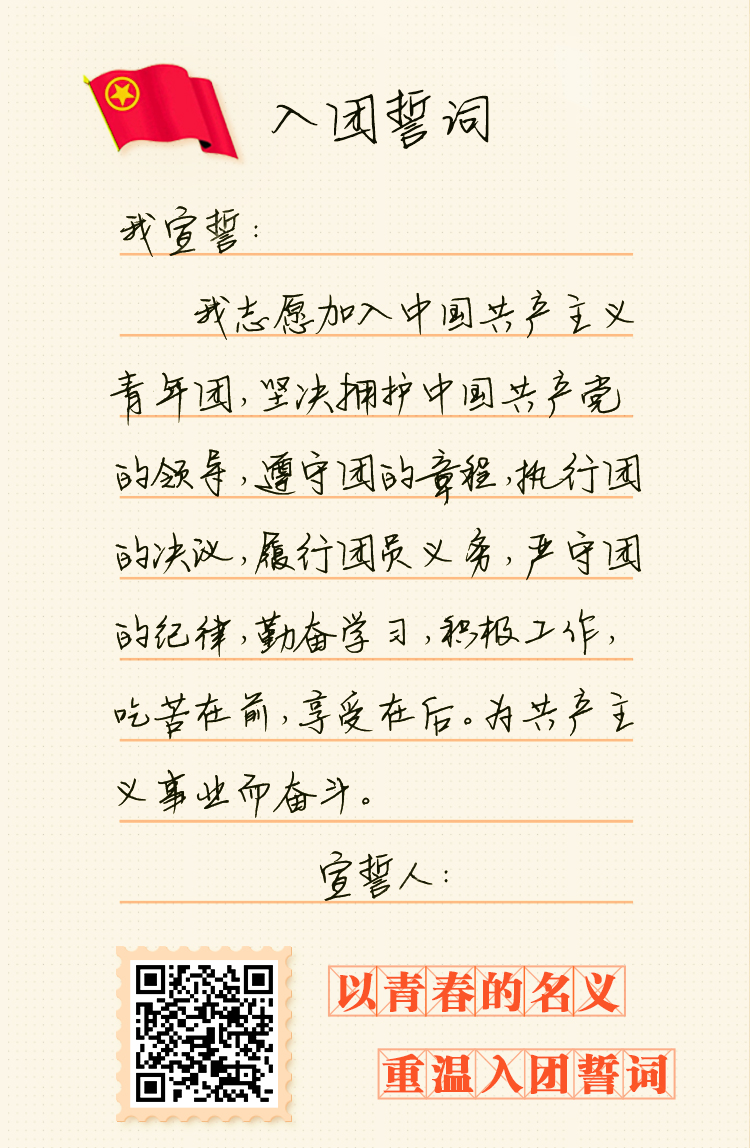 入团誓词
我宣誓：
我志愿加入中国共产主义
青年团，坚决拥护中国共产党
的领导，遵守团的章程，执行团
的决议，履行团员义务，严守团
的纪律，勤奋学习，积极工作，
吃苦在前，享受在后。为共产主
义事业而奋斗。
宣誓人：
以青春的名义
重温入团誓词